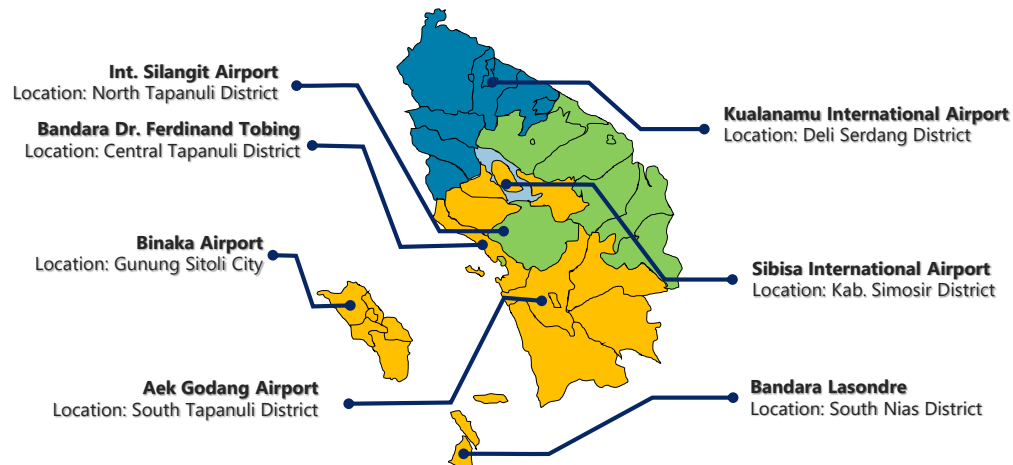 Int. Silangit Airport
Location: North Tapanuli District
Bandara Dr. Ferdinand Tobing
Location: Central Tapanuli District
Binaka Airport
Location: Gunung Sitoli City
Aek Godang Airport
Location: South Tapanuli District
Kualanamu International Airport
Location: Deli Serdang District
Sibisa International Airport
Location: Kab. Simosir District
Bandara Lasondre
Location: South Nias District